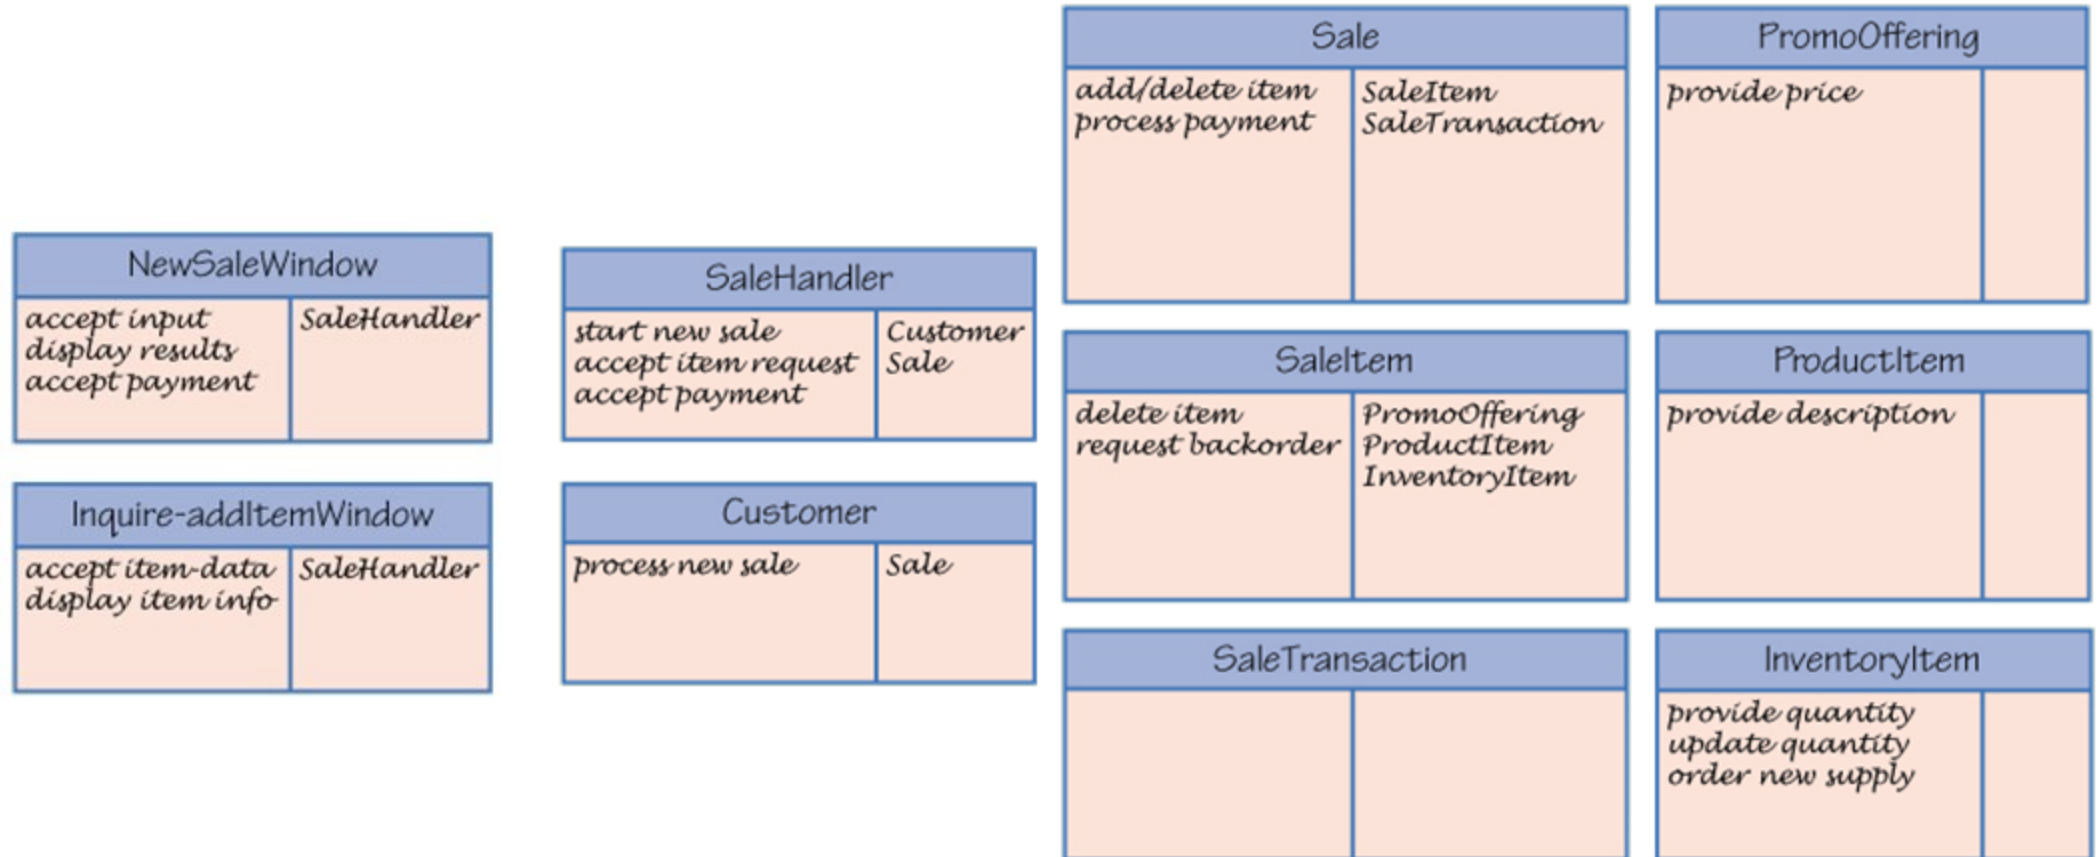 NewSaleWindow
accept input
display results
accept payment
SaleHandler
Inquire-addItemWindow
accept item-data
display item info
SaleHandler
SaleHandler
start new sale
accept item request
accept payment
Customer
Sale
Customer
process new sale
Sale
Sale
add/delete item
process payment
SaleItem
SaleTransaction
SaleItem
delete item
request backorder
PromoOffering
ProductItem
InventoryItem
SaleTransaction
PromoOffering
provide price
ProductItem
provide description
InventoryItem
provide quantity
update quantity
order new supply